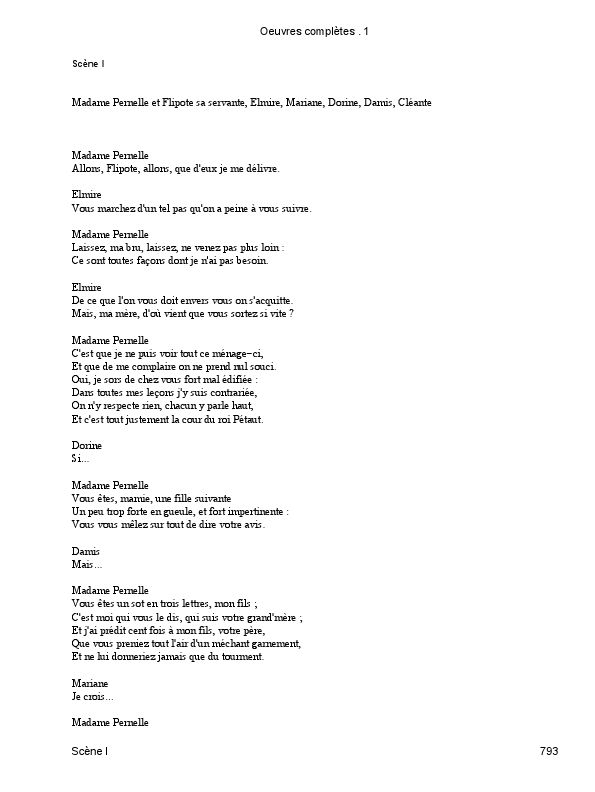 Oeuvres complètes . 1
Scène I
Madame Pernelle et Flipote sa servante, Elmire, Mariane, Dorine, Damis, Cléante
Madame Pernelle
Allons, Flipote, allons, que d'eux je me délivre.
Elmire
Vous marchez d'un tel pas qu'on a peine à vous suivre.
Madame Pernelle
Laissez, ma bru, laissez, ne venez pas plus loin :
Ce sont toutes façons dont je n'ai pas besoin.
Elmire
De ce que l'on vous doit envers vous on s'acquitte.
Mais, ma mère, d'où vient que vous sortez si vite ?
Madame Pernelle
C'est que je ne puis voir tout ce ménage-ci,
Et que de me complaire on ne prend nul souci.
Oui, je sors de chez vous fort mal édifiée :
Dans toutes mes leçons j'y suis contrariée,
On n'y respecte rien, chacun y parle haut,
Et c'est tout justement la cour du roi Pétaut.
Dorine
Si...
Madame Pernelle
Vous êtes, mamie, une fille suivante
Un peu trop forte en gueule, et fort impertinente :
Vous vous mêlez sur tout de dire votre avis.
Damis
Mais...
Madame Pernelle
Vous êtes un sot en trois lettres, mon fils ;
C'est moi qui vous le dis, qui suis votre grand'mère ;
Et j'ai prédit cent fois à mon fils, votre père,
Que vous preniez tout l'air d'un méchant garnement,
Et ne lui donneriez jamais que du tourment.
Mariane
Je crois...
Madame Pernelle
Scène I 793